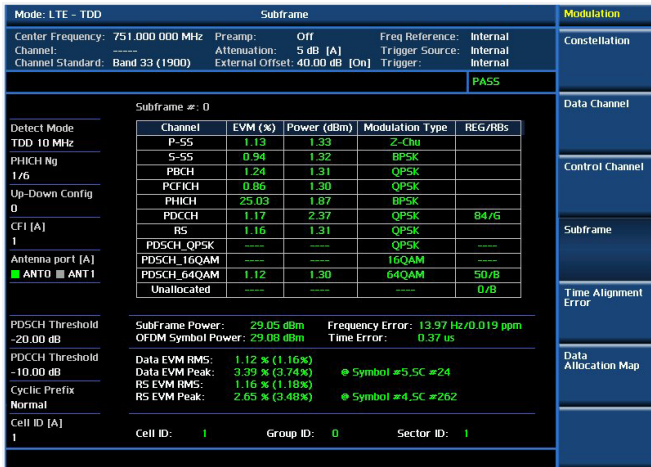 Mode: LTE - TDD Subframe Modulation
Center Frequency: 751.000 000 MHz Preamp: Off Freq Reference: Internal
Channel: ----- Attenuation: 5 dB [A] Trigger Source: Internal
Channel Standard: Band 33 (1900) External Offset: 40.00 dB [On] Trigger: Internal
PASS
Subframe #: 0
Detect Mode
TDD 10 MHz
PHICH Ng
1/6
Up-Down Config
0
CFI [A]
1
Antenna port [A]
ANT0 ANT1
PDSCH Threshold
-20.00 dB
PDCCH Threshold
-10.00 dB
Cyclic Prefix
Normal
Cell ID [A]
1
Channel EVM (%) Power (dBm) Modulation Type REG/RBs
P-SS 1.13 1.33 Z-Chu
S-SS 0.94 1.32 BPSK
PBCH 1.24 1.31 QPSK
PCFICH 0.86 1.30 QPSK
PHICH 25.03 1.87 BPSK
PDCCH 1.17 2.37 QPSK 84/G
RS 1.16 1.31 QPSK
PDSCH_QPSK ---- ---- QPSK ----
PDSCH_16QAM ---- ---- 16QAM ----
PDSCH_64QAM 1.12 1.30 64QAM 50/B
Unallocated ---- ---- ---- 0/B
SubFrame Power: 29.05 dBm Frequency Error: 13.97 Hz/0.019 ppm
OFDM Symbol Power: 29.08 dBm Time Error: 0.37 us
Data EVM RMS: 1.12 % (1.16%)
Data EVM Peak: 3.39 % (3.74%) @ Symbol #5,SC #24
RS EVM RMS: 1.16 % (1.18%)
RS EVM Peak: 2.65 % (3.48%) @ Symbol #4,SC #262
Cell ID: 1 Group ID: 0 Sector ID: 1
Constellation
Data Channel
Control Channel
Subframe
Time Alignment
Error
Data
Allocation Map